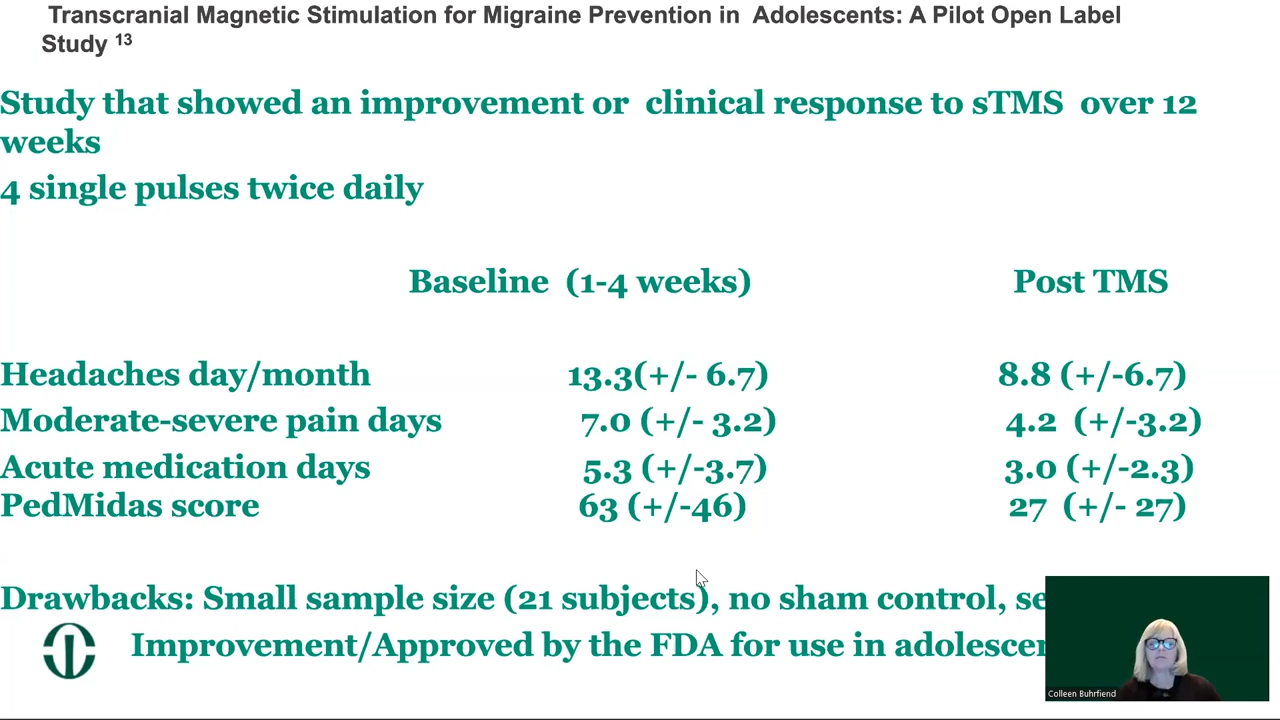 Transcranial Magnetic Stimulation for Migraine Prevention in Adolescents: A Pilot Open Label
Study 13
Study that showed an improvement or clinical response to sTMS over 12
weeks
4 single pulses twice daily
Baseline (1-4 weeks) Post TMS
Headaches day/month 13.3(+/- 6.7) 8.8 (+/-6.7)
Moderate-severe pain days 7.0 (+/- 3.2) 4.2 (+/-3.2)
Acute medication days 5.3 (+/-3.7) 3.0 (+/-2.3)
PedMidas score 63 (+/-46) 27 (+/- 27)
Drawbacks: Small sample size (21 subjects), no sham control,
Improvement/Approved by the FDA for use in
Colleen Buhrfiend